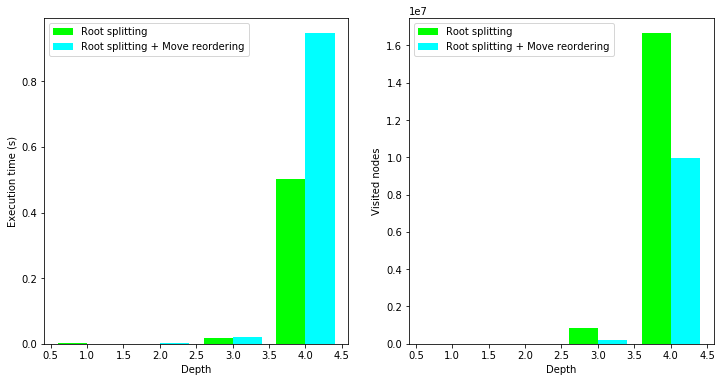 Root splitting
Root splitting + Move reordering
Execution time (s)
0.8
0.6
0.4
0.2
0.0
0.5 1.0 1.5 2.0 2.5 3.0 3.5 4.0 4.5
Depth
1e7
Root splitting
Root splitting + Move reordering
Visited nodes
1.6
1.4
1.2
1.0
0.8
0.6
0.4
0.2
0.0
0.5 1.0 1.5 2.0 2.5 3.0 3.5 4.0 4.5
Depth